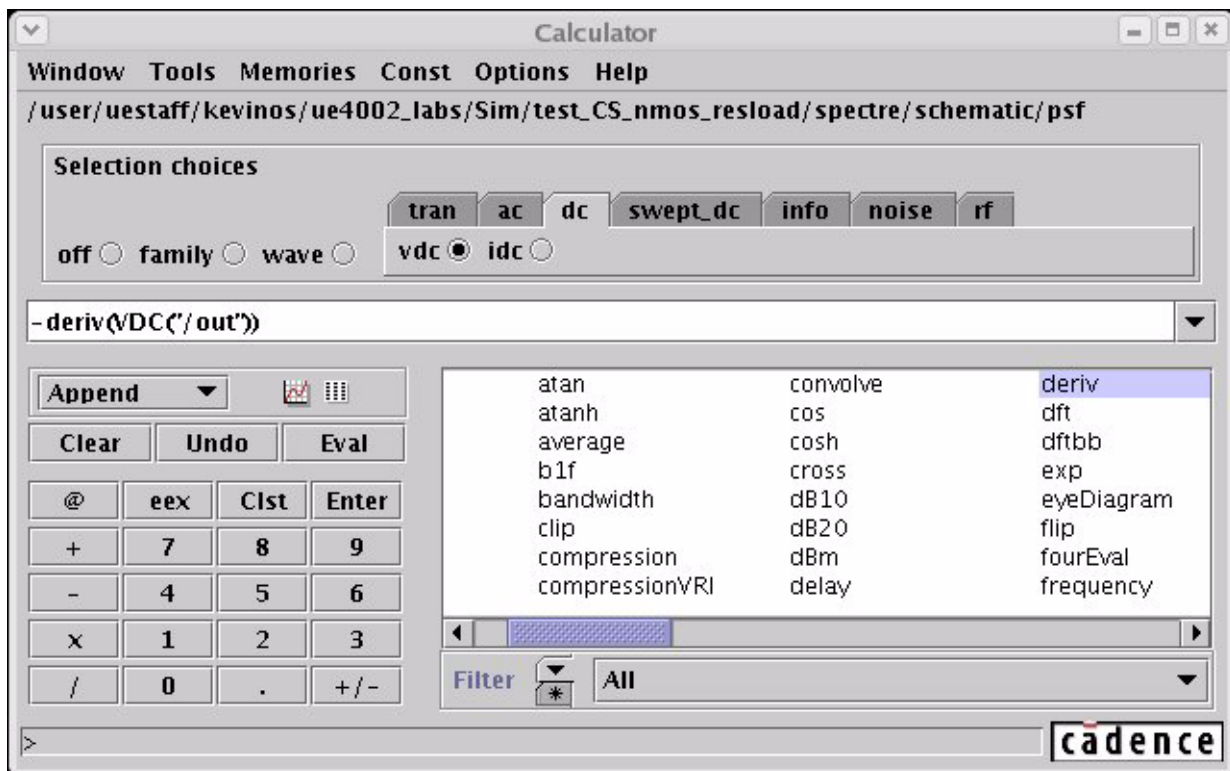 Calculator
Window Tools Memories Const Options Help
/user/uestaff/kevinos/ue4002_labs/Sim/test_CS_nmos_resload/spectre/schematic/psf
Selection choices
tran ac dc swept_dc info noise rf
off family wave vdc idc
-deriv(VDC("/out"))
Append
Clear Undo Eval
@ eex Clst Enter
+ 7 8 9
- 4 5 6
x 1 2 3
/ 0 . +/-
atan convolve deriv
atanh cos dft
average cosh dftbb
b1f cross exp
bandwidth dB10 eyeDiagram
clip dB20 flip
compression dBm fourEval
compressionVRI delay frequency
Filter * All
>
cadence